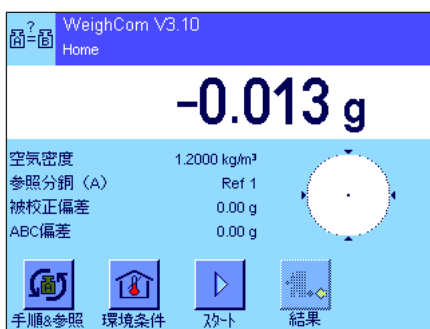 WeighCom V3.10
Home
-0.013 g
空気密度 1.2000 kg/m³
参照分銅（A） Ref 1
被校正偏差 0.00 g
ABC偏差 0.00 g
手順&参照 環境条件 スタート 結果